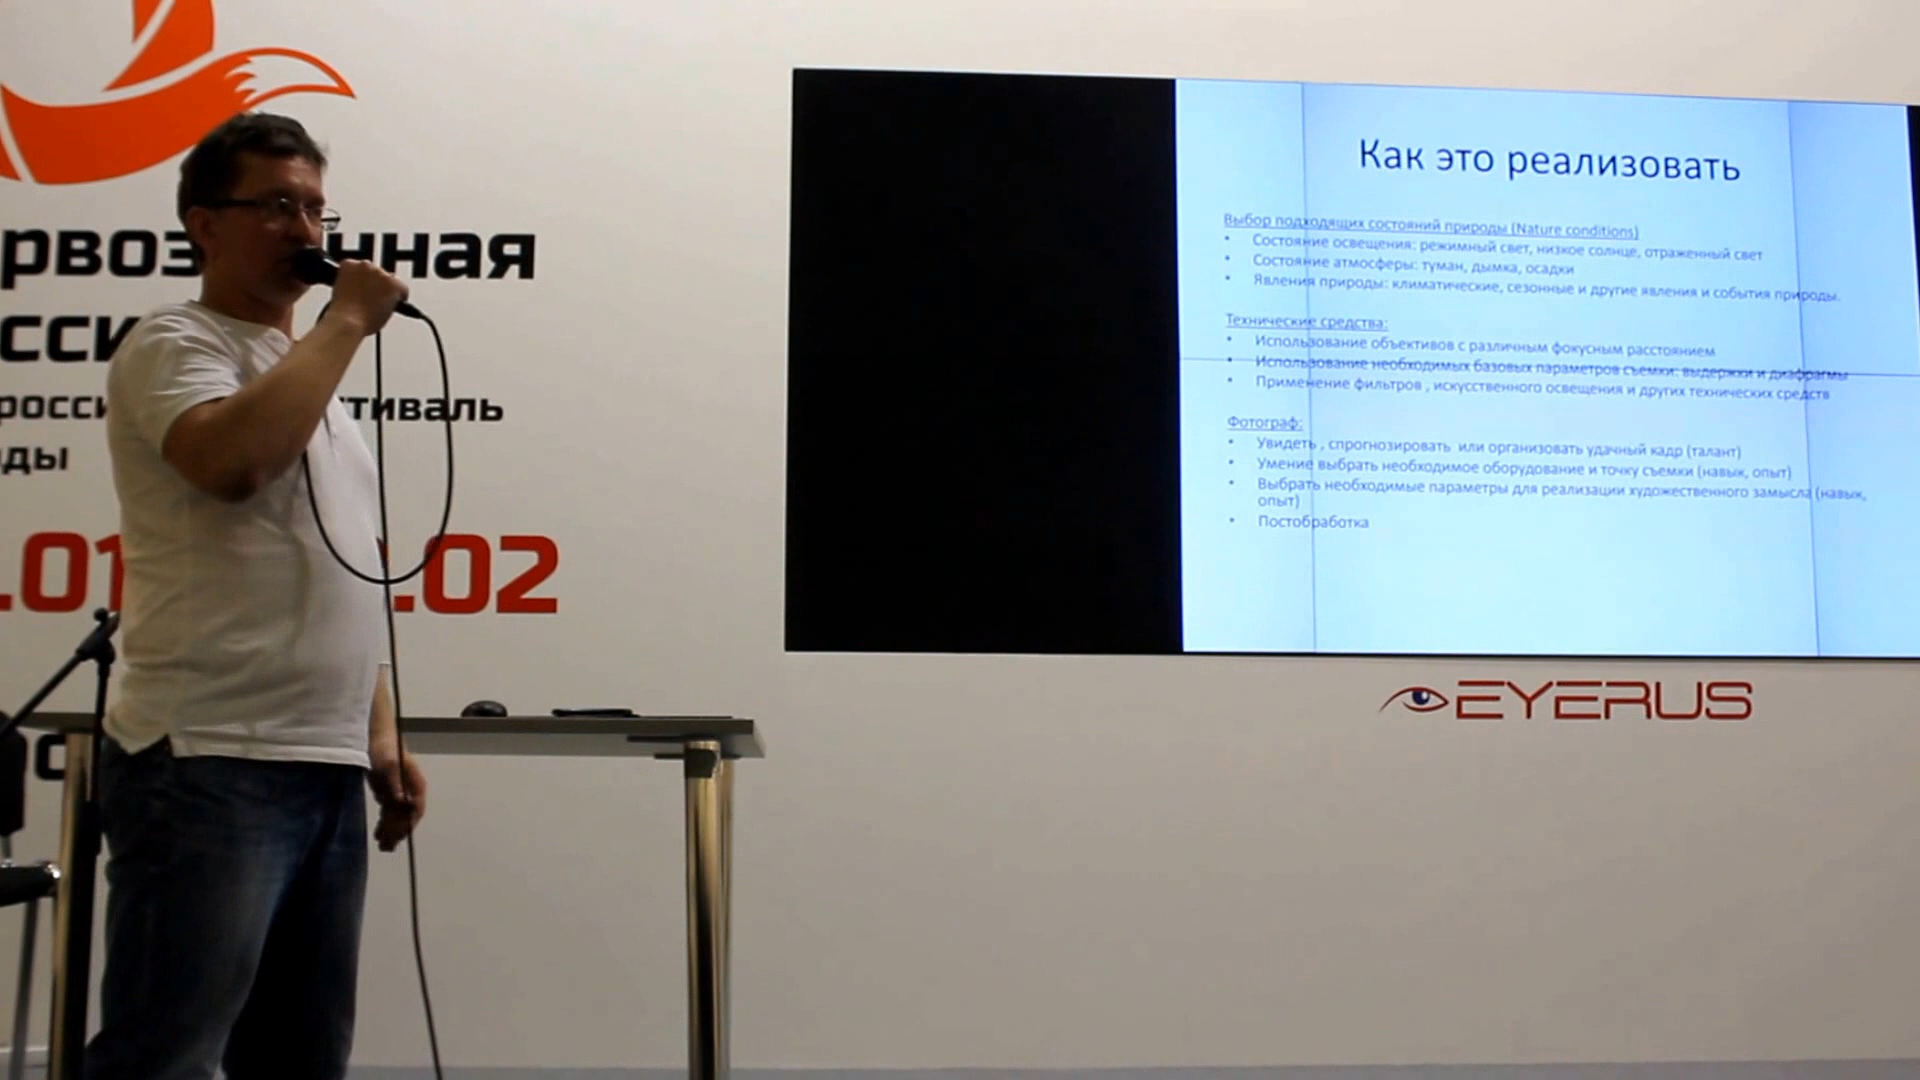 рвоз нная
сси
росси тиваль
ды
.01 .02
Как это реализовать
Выбор подходящих состояний природы (Nature conditions)
• Состояние освещения: режимный свет, низкое солнце, отраженный свет
• Состояние атмосферы: туман, дымка, осадки
• Явления природы: климатические, сезонные и другие явления и события природы.
Технические средства:
• Использование объективов с различным фокусным расстоянием
• Использование необходимых базовых параметров съемки: выдержки и диафрагмы
• Применение фильтров , искусственного освещения и других технических средств
Фотограф:
• Увидеть , спрогнозировать или организовать удачный кадр (талант)
• Умение выбрать необходимое оборудование и точку съемки (навык, опыт)
• Выбрать необходимые параметры для реализации художественного замысла (навык,
опыт)
• Постобработка
EYERUS